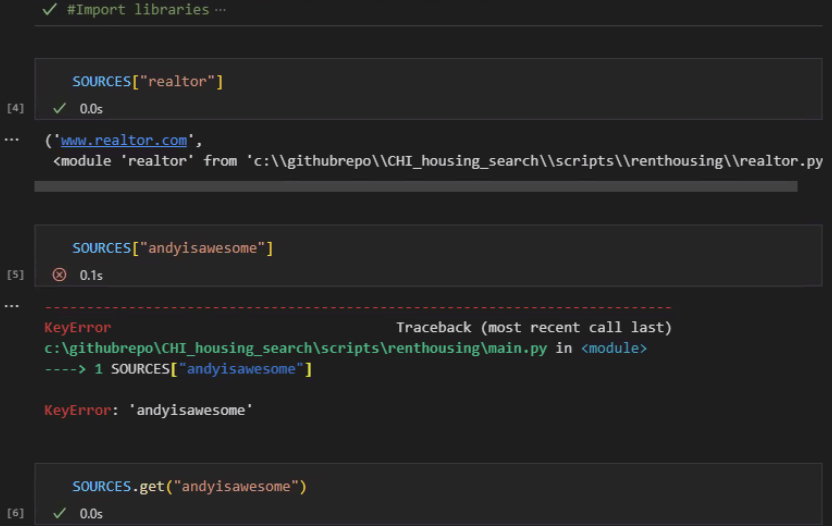 ✓ #Import libraries ···
SOURCES["realtor"]
[4] ✓ 0.0s
··· ('www.realtor.com',
<module 'realtor' from 'c:\\githubrepo\\CHI_housing_search\\scripts\\renthousing\\realtor.py
SOURCES["andyisawesome"]
[5] 0.1s
··· ---------------------------------------------------------------------------
KeyError Traceback (most recent call last)
c:\githubrepo\CHI_housing_search\scripts\renthousing\main.py in <module>
----> 1 SOURCES["andyisawesome"]
KeyError: 'andyisawesome'
SOURCES.get("andyisawesome")
[6] ✓ 0.0s